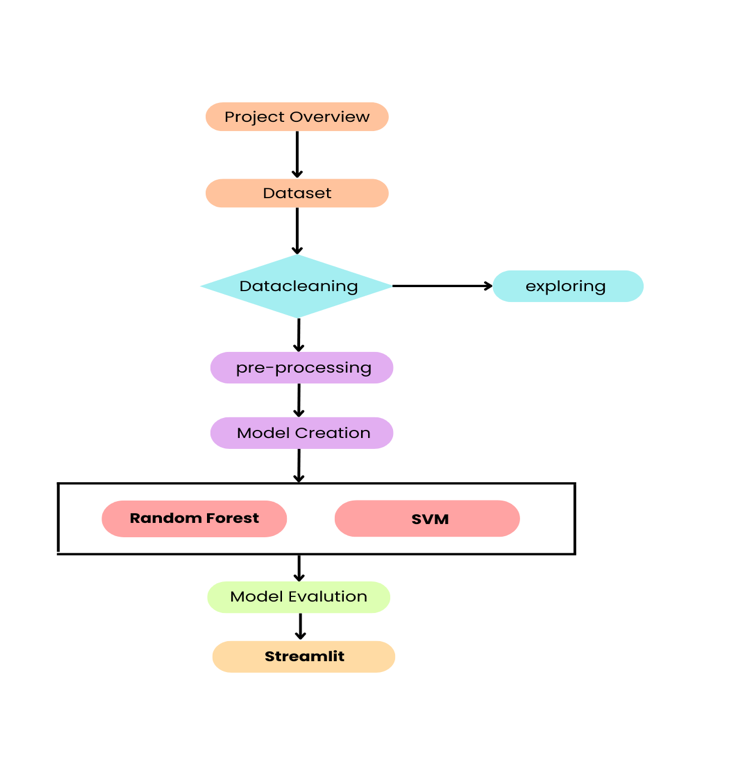 Project Overview
Dataset
Datacleaning
exploring
pre-processing
Model Creation
Random Forest
SVM
Model Evalution
Streamlit